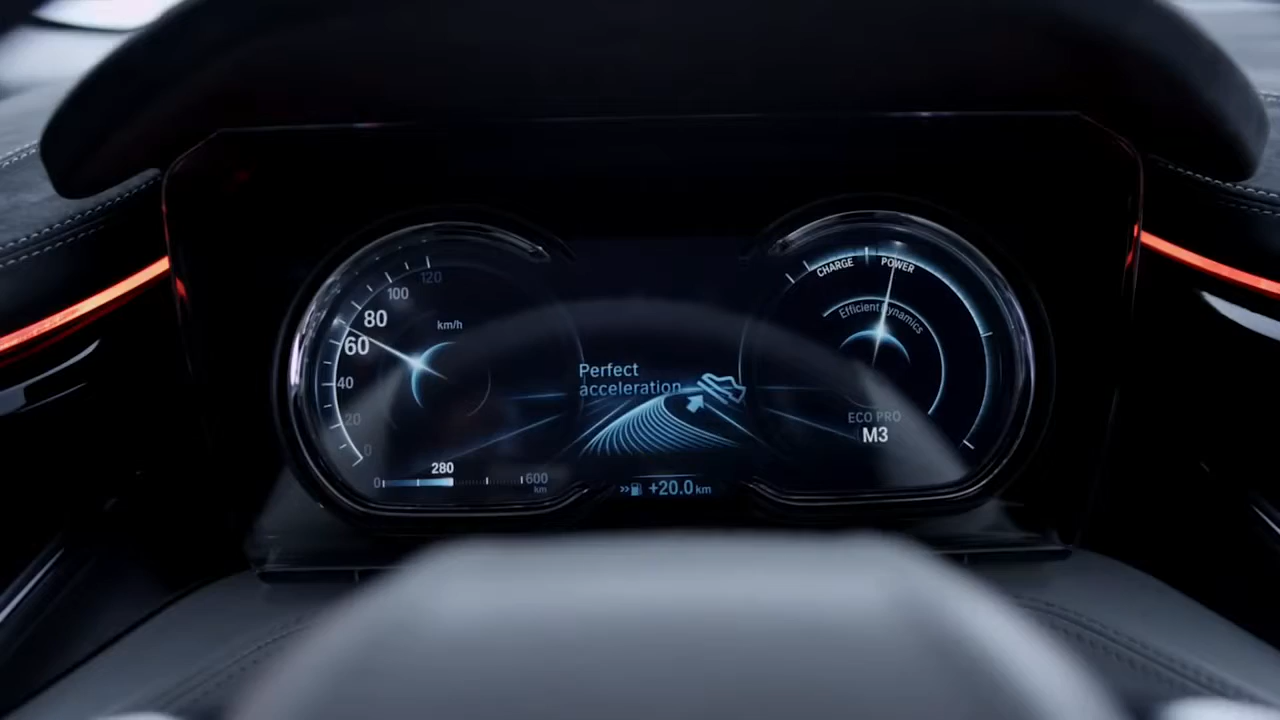 120
100
80
60
40
20
0
km/h
0
280
600
km
Perfect
acceleration
+20.0 km
CHARGE
POWER
Efficient Dynamics
ECO PRO
M3